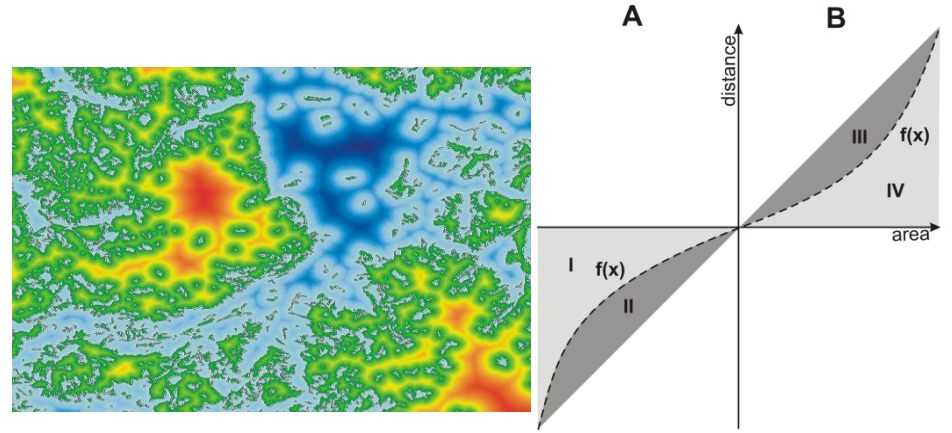 A
B
distance
III
f(x)
IV
area
I
f(x)
II